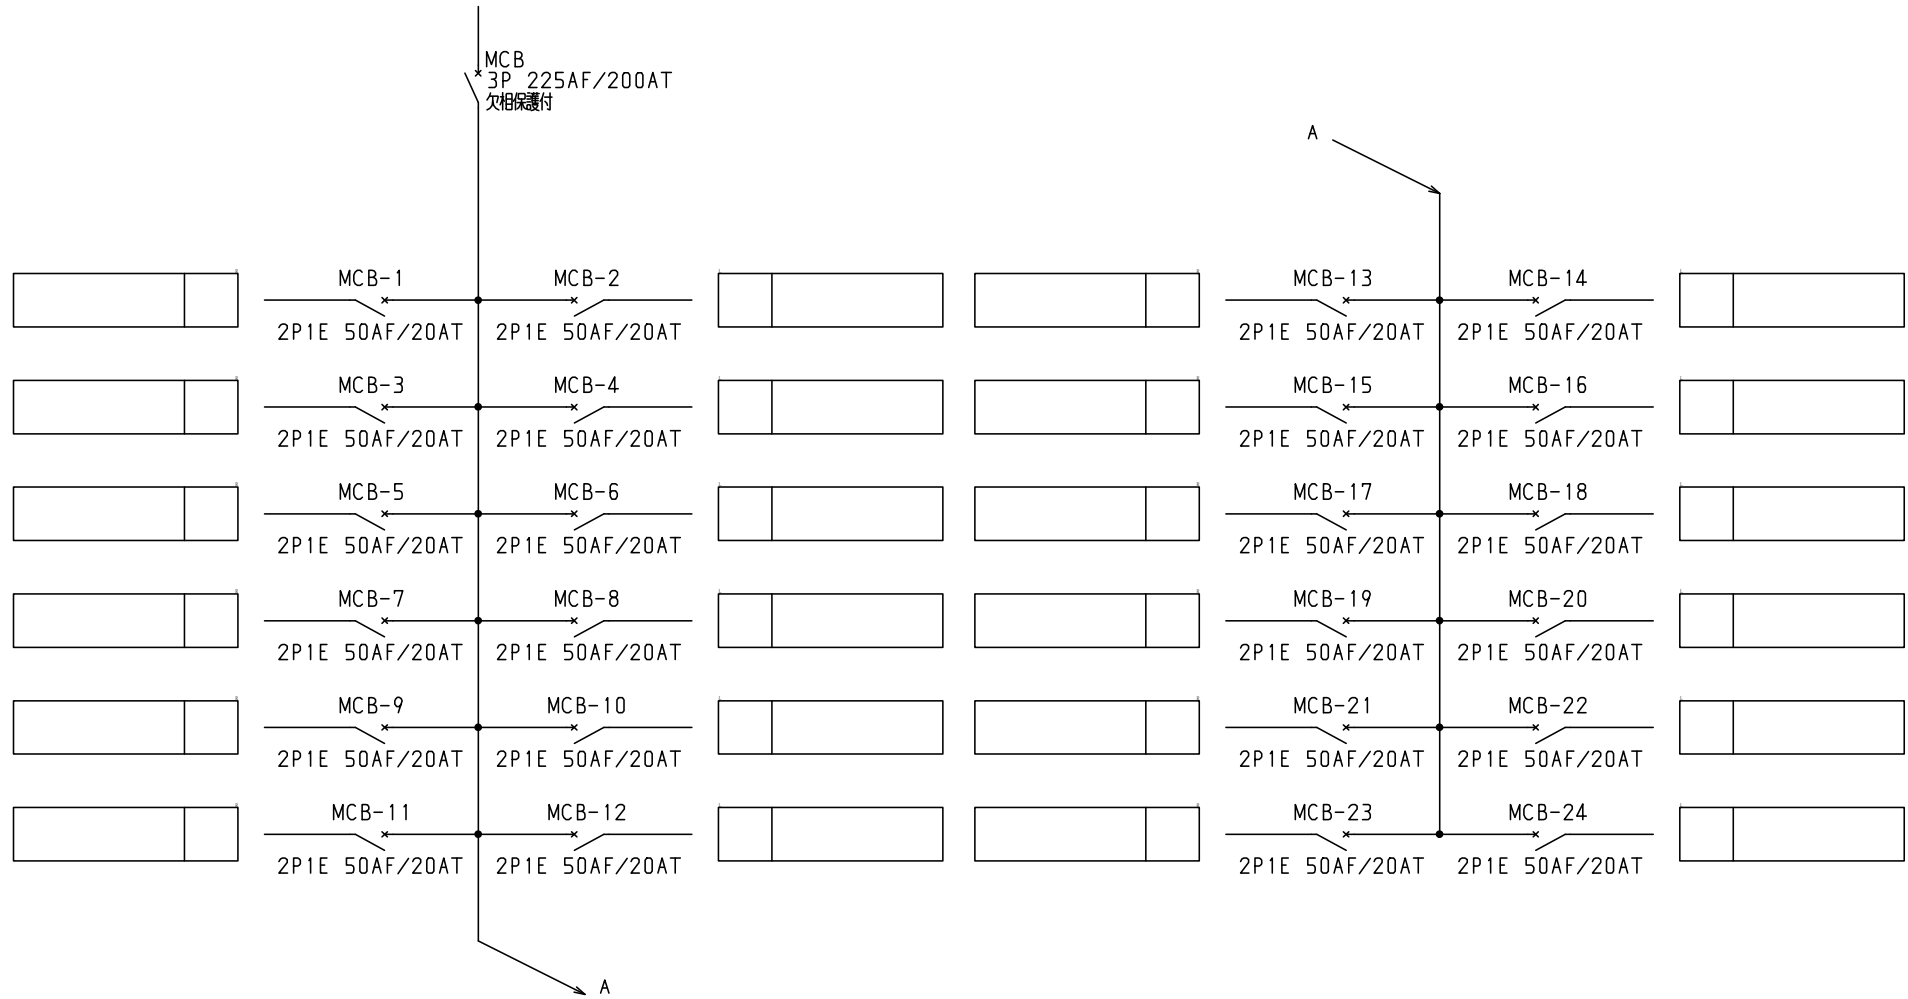 MCB
3P 225AF/200AT
欠相保護付
A
MCB-1 MCB-2 MCB-13 MCB-14
2P1E 50AF/20AT 2P1E 50AF/20AT 2P1E 50AF/20AT 2P1E 50AF/20AT
MCB-3 MCB-4 MCB-15 MCB-16
2P1E 50AF/20AT 2P1E 50AF/20AT 2P1E 50AF/20AT 2P1E 50AF/20AT
MCB-5 MCB-6 MCB-17 MCB-18
2P1E 50AF/20AT 2P1E 50AF/20AT 2P1E 50AF/20AT 2P1E 50AF/20AT
MCB-7 MCB-8 MCB-19 MCB-20
2P1E 50AF/20AT 2P1E 50AF/20AT 2P1E 50AF/20AT 2P1E 50AF/20AT
MCB-9 MCB-10 MCB-21 MCB-22
2P1E 50AF/20AT 2P1E 50AF/20AT 2P1E 50AF/20AT 2P1E 50AF/20AT
MCB-11 MCB-12 MCB-23 MCB-24
2P1E 50AF/20AT 2P1E 50AF/20AT 2P1E 50AF/20AT 2P1E 50AF/20AT
A